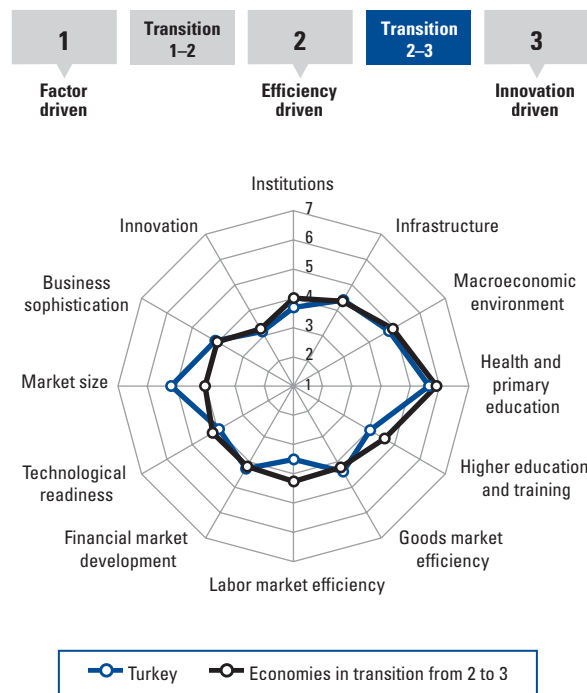 1
Transition
1–2
2
Transition
2–3
3
Factor
driven
Efficiency
driven
Innovation
driven
Institutions
Innovation
Infrastructure
Business
sophistication
Macroeconomic
environment
Market size
Health and
primary
education
Technological
readiness
Higher education
and training
Financial market
development
Goods market
efficiency
Labor market efficiency
7
6
5
4
3
2
1
Turkey
Economies in transition from 2 to 3